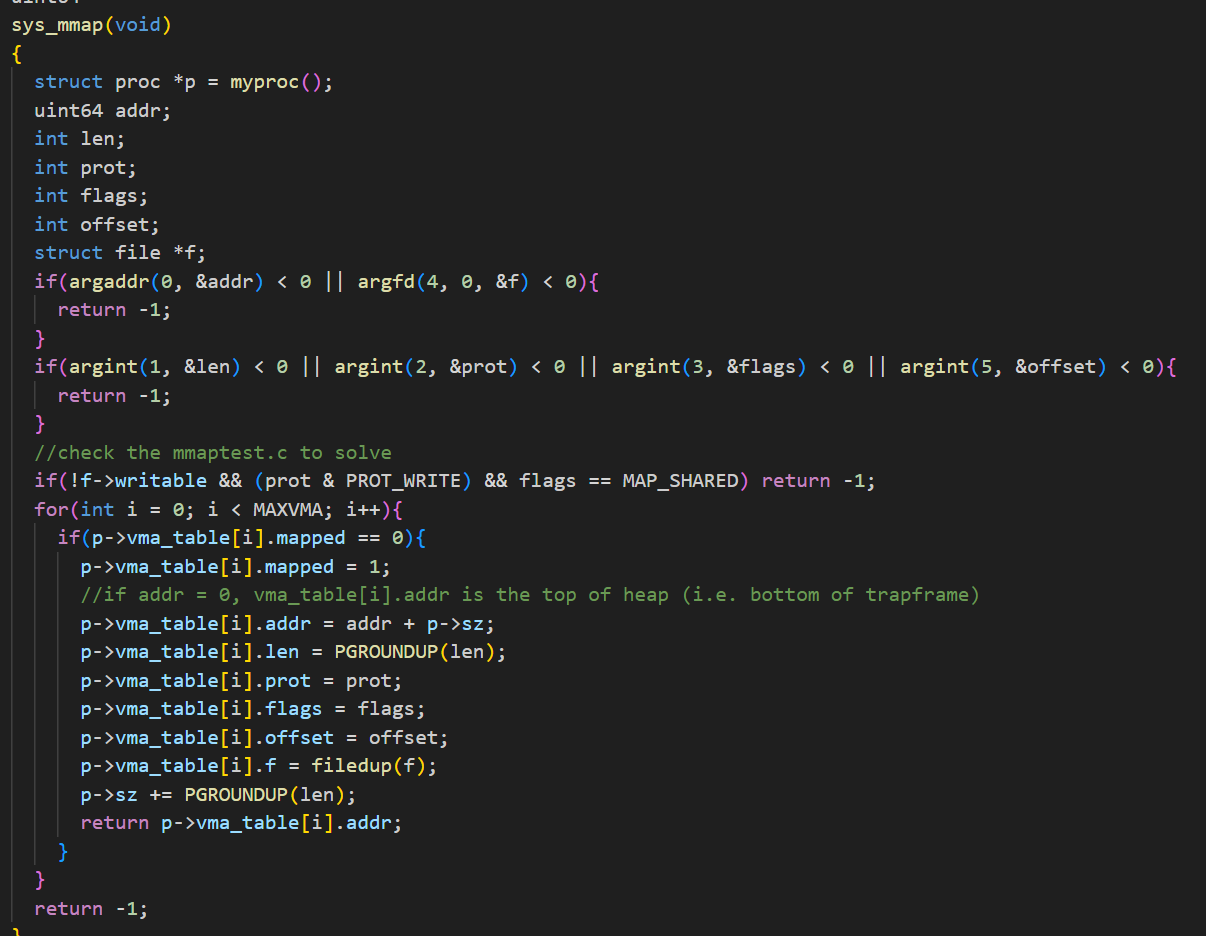 sys_mmap(void)
{
  struct proc *p = myproc();
  uint64 addr;
  int len;
  int prot;
  int flags;
  int offset;
  struct file *f;
  if(argaddr(0, &addr) < 0 || argfd(4, 0, &f) < 0){
    return -1;
  }
  if(argint(1, &len) < 0 || argint(2, &prot) < 0 || argint(3, &flags) < 0 || argint(5, &offset) < 0){
    return -1;
  }
  //check the mmaptest.c to solve
  if(!f->writable && (prot & PROT_WRITE) && flags == MAP_SHARED) return -1;
  for(int i = 0; i < MAXVMA; i++){
    if(p->vma_table[i].mapped == 0){
      p->vma_table[i].mapped = 1;
      //if addr = 0, vma_table[i].addr is the top of heap (i.e. bottom of trapframe)
      p->vma_table[i].addr = addr + p->sz;
      p->vma_table[i].len = PGROUNDUP(len);
      p->vma_table[i].prot = prot;
      p->vma_table[i].flags = flags;
      p->vma_table[i].offset = offset;
      p->vma_table[i].f = filedup(f);
      p->sz += PGROUNDUP(len);
      return p->vma_table[i].addr;
    }
  }
  return -1;
}